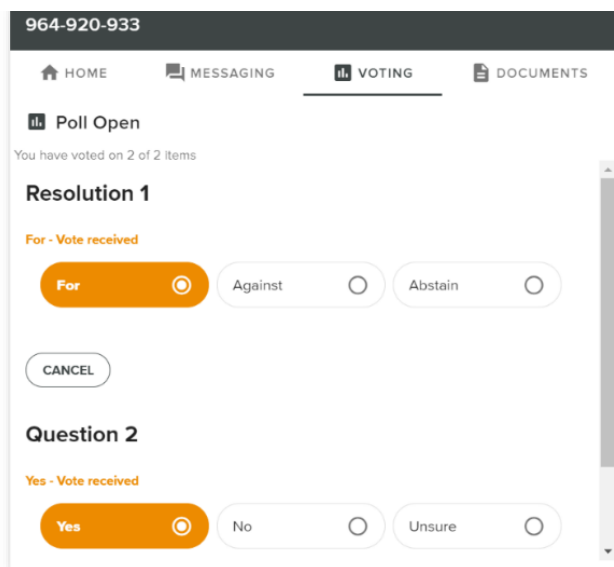 964-920-933
HOME MESSAGING VOTING DOCUMENTS
Poll Open
You have voted on 2 of 2 items
Resolution 1
For - Vote received
For Against Abstain
CANCEL
Question 2
Yes - Vote received
Yes No Unsure